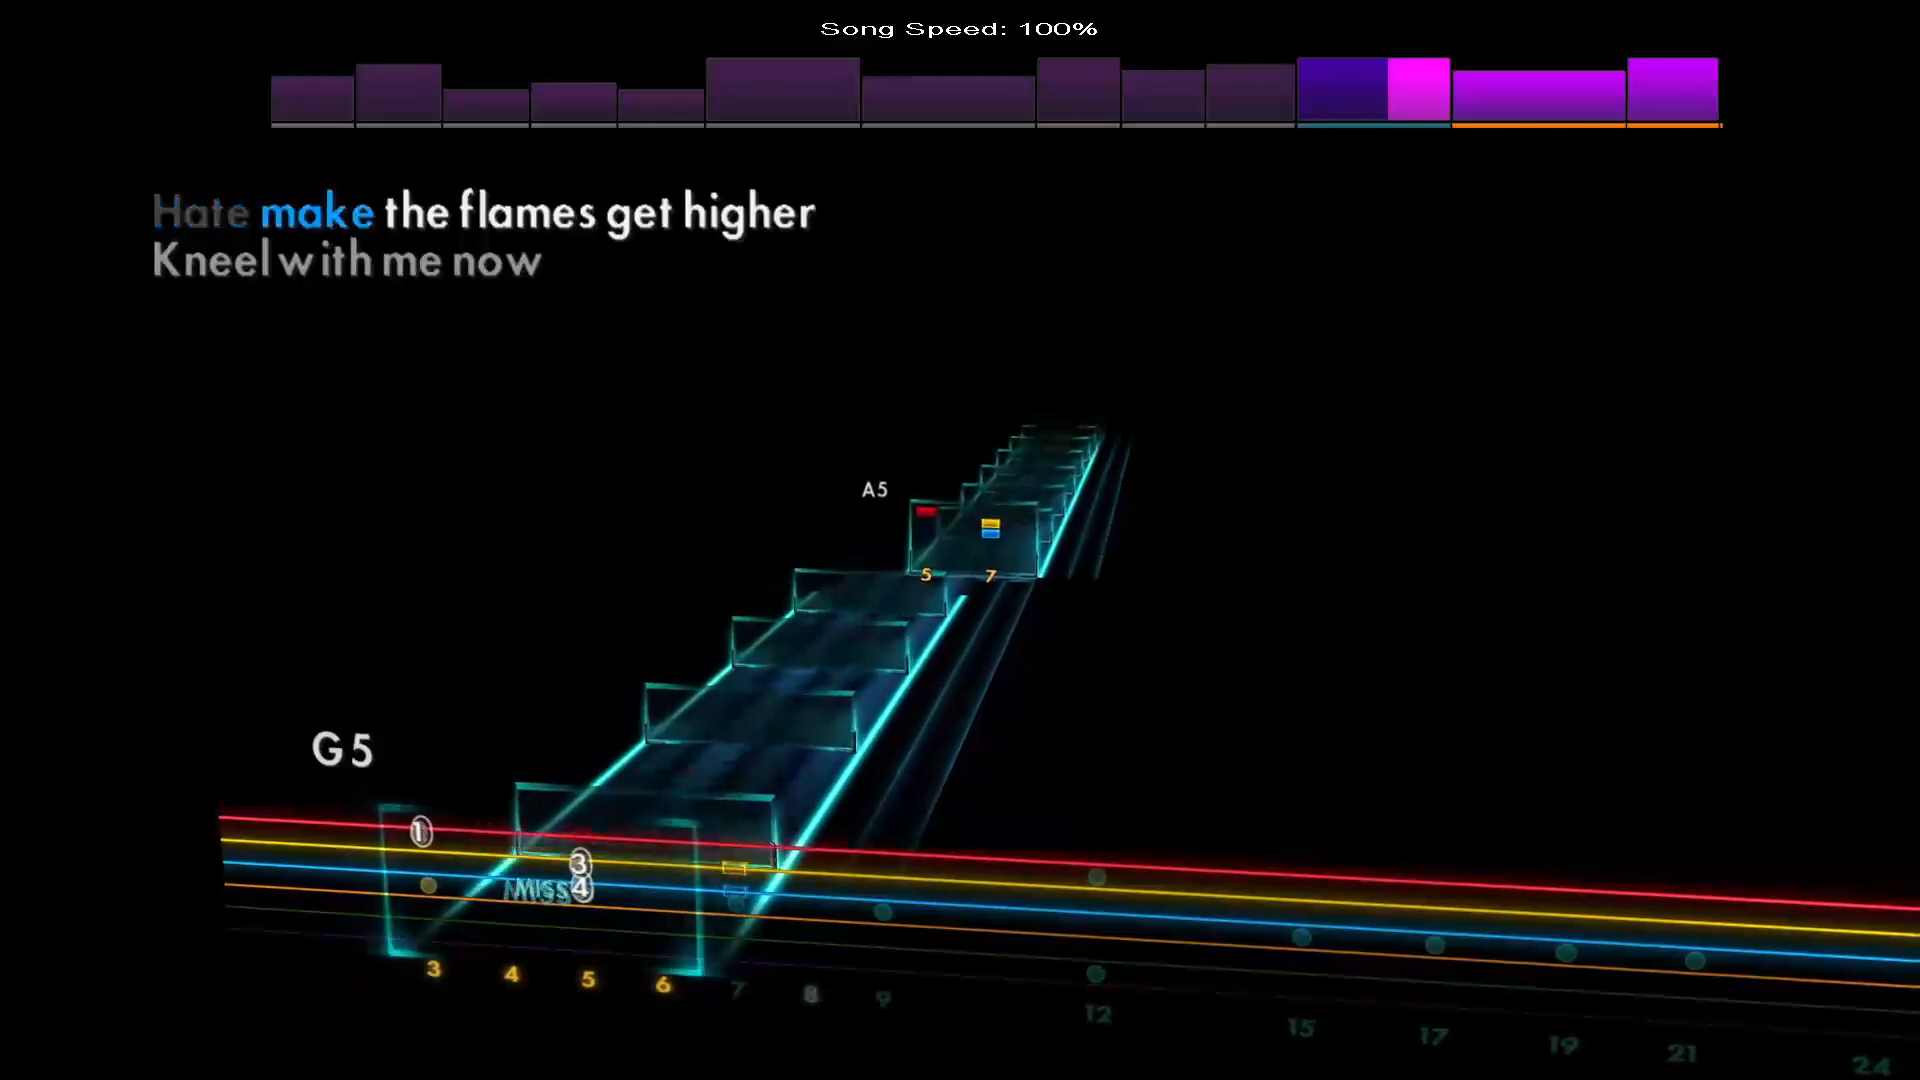 Song Speed: 100%
Hate make the flames get higher
Kneel with me now
A5
5 7
G5
1
3
MISS 4
3 4 5 6 7 8 9 12 15 17 19 21 24